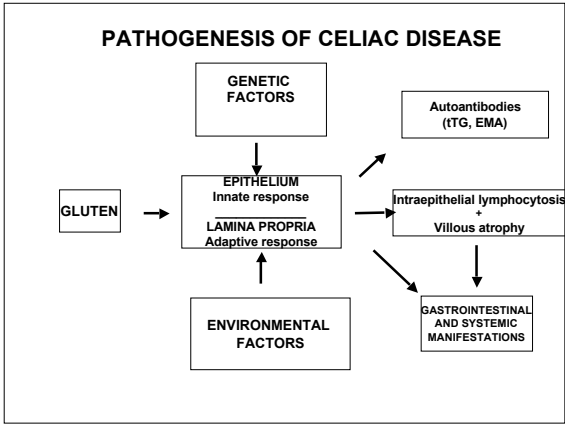 PATHOGENESIS OF CELIAC DISEASE
GENETIC
FACTORS
Autoantibodies
(tTG, EMA)
EPITHELIUM
Innate response
LAMINA PROPRIA
Adaptive response
GLUTEN
Intraepithelial lymphocytosis
+
Villous atrophy
ENVIRONMENTAL
FACTORS
GASTROINTESTINAL
AND SYSTEMIC
MANIFESTATIONS